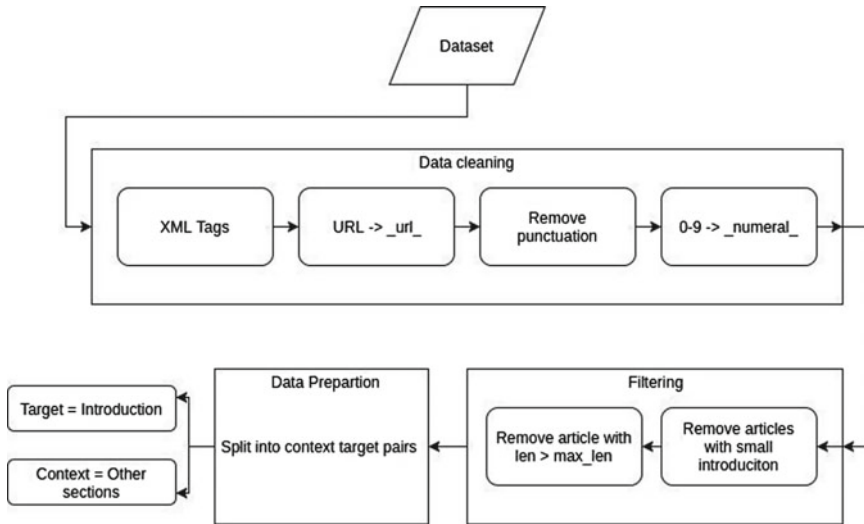 Dataset
Data cleaning
XML Tags
URL -> _url_
Remove
punctuation
0-9 -> _numeral_
Filtering
Remove articles
with small
introduciton
Remove article with
len > max_len
Data Prepartion
Split into context target pairs
Target = Introduction
Context = Other
sections